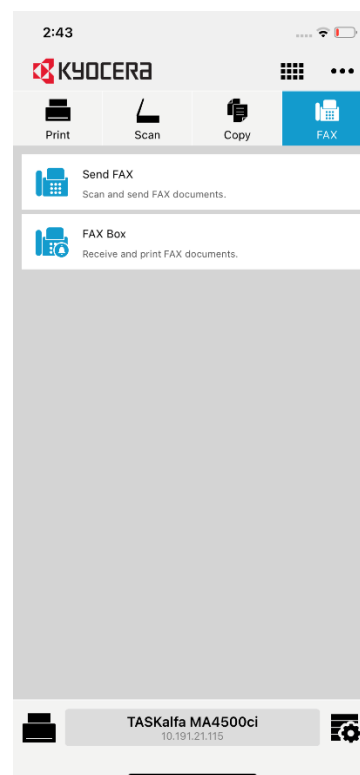 2:43
KYOCERA
Print Scan Copy FAX
Send FAX
Scan and send FAX documents.
FAX Box
Receive and print FAX documents.
TASKalfa MA4500ci
10.191.21.115